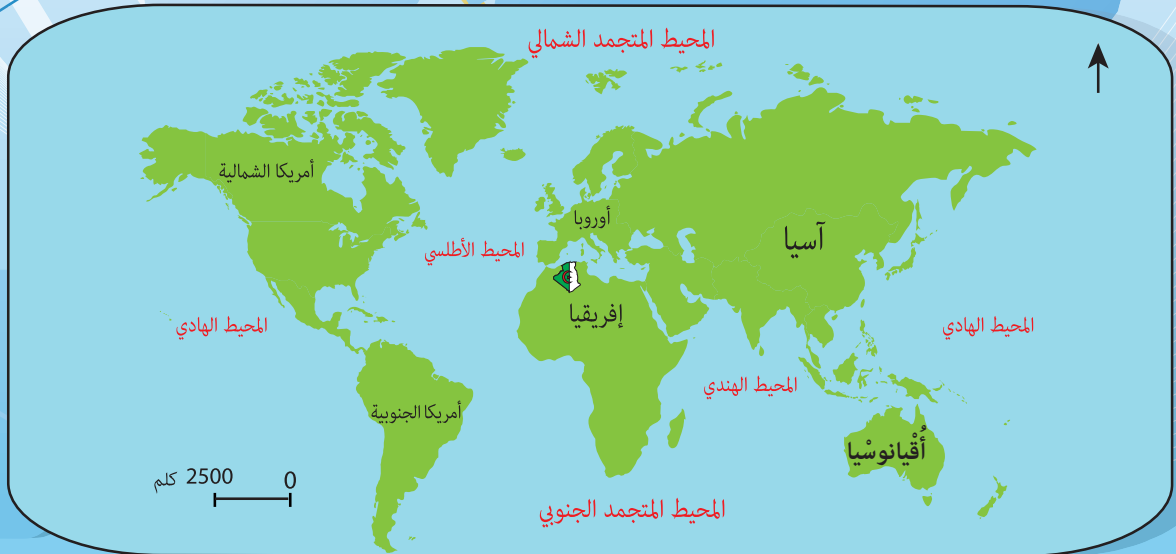 المحيط المتجمد الشمالي
أمريكا الشمالية
أوروبا
آسيا
المحيط الأطلسي
إفريقيا
المحيط الهادي
المحيط الهادي
المحيط الهندي
أمريكا الجنوبية
أُقْيانوسْيا
0 2500 كلم
المحيط المتجمد الجنوبي